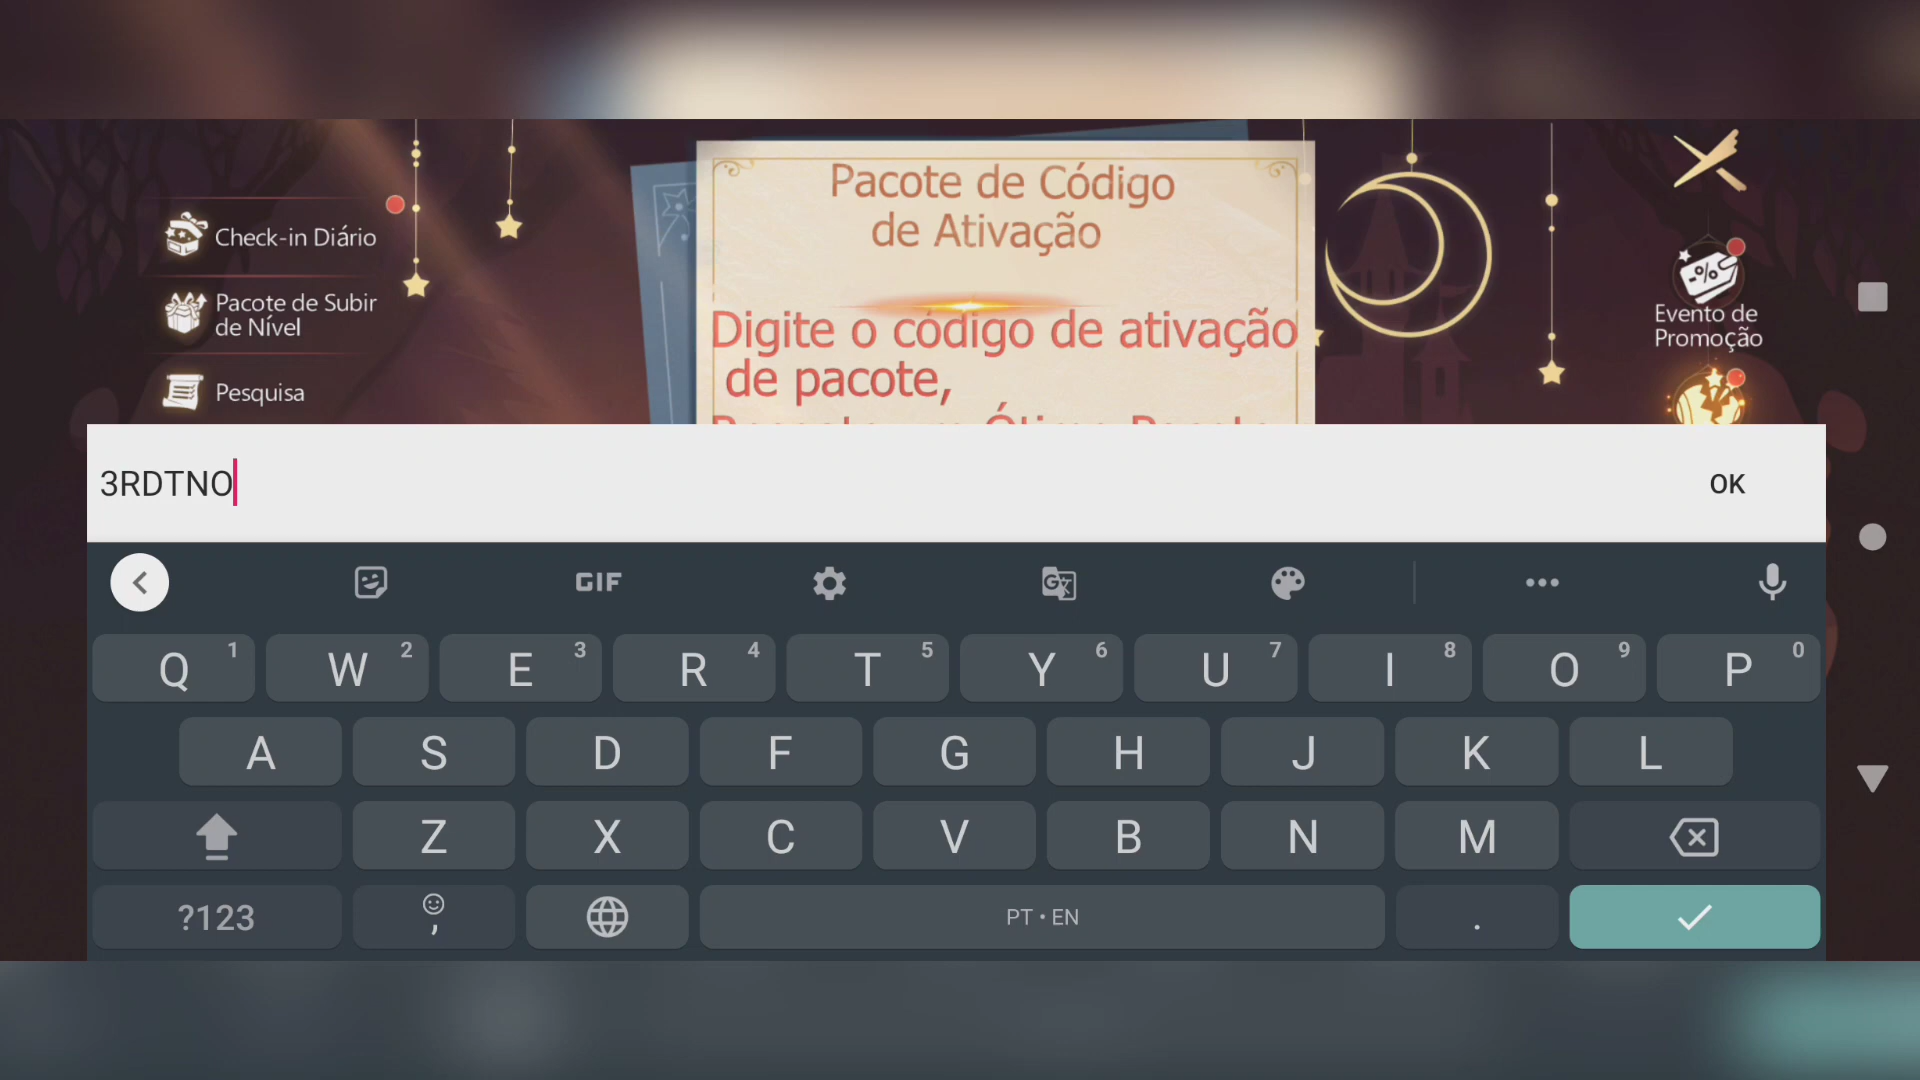 Pacote de Código
de Ativação
Check-in Diário
Pacote de Subir
de Nível
Pesquisa
Digite o código de ativação
de pacote,
Evento de
Promoção
3RDTNO
OK
GIF
Q 1 W 2 E 3 R 4 T 5 Y 6 U 7 I 8 O 9 P 0
A S D F G H J K L
Z X C V B N M
?123 , PT • EN .